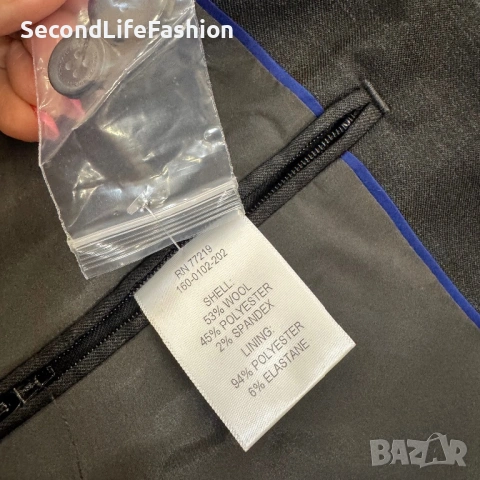 SecondLifeFashion
RN 77219
160-0102-202
SHELL:
53% WOOL
45% POLYESTER
2% SPANDEX
LINING:
94% POLYESTER
6% ELASTANE
BAZAR